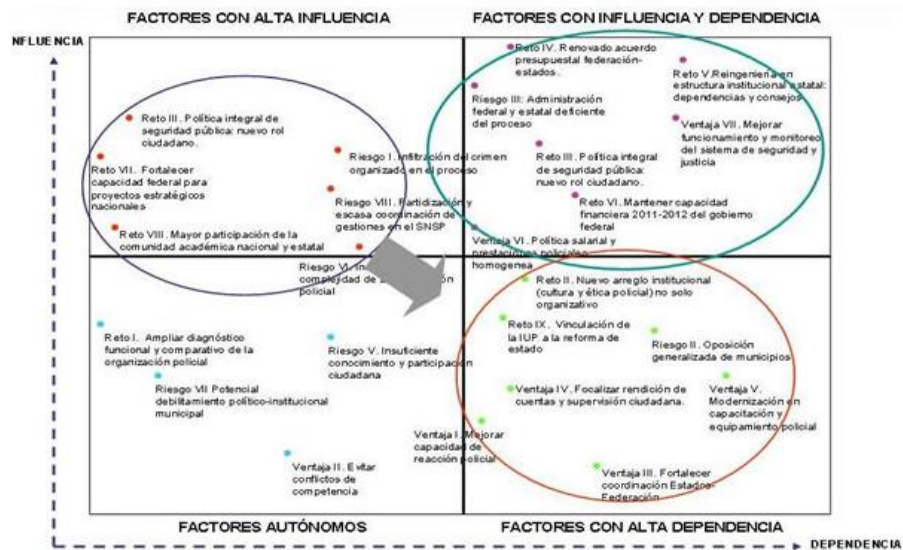 FACTORES CON ALTA INFLUENCIA
FACTORES CON INFLUENCIA Y DEPENDENCIA
NFLUENCIA
Reto III. Política integral
de seguridad pública: nuevo rol
ciudadano.
Reto VII. Fortalecer
capacidad federal para
proyectos estratégicos
nacionales
Riesgo I. Infiltración del crimen
organizado en el proceso
Riesgo VIII. Partidización y
escasa coordinación de
gestiones en el SNSP
Reto VIII. Mayor participación de la
comunidad académica nacional y estatal
Riesgo VI.
complejidad de
policial
Reto IV. Renovado acuerdo
presupuestal federación-
estados.
Reto V.Reingeniería en
estructura institucional estatal:
dependencias y consejos
Riesgo III: Administración
federal y estatal deficiente
del proceso
Ventaja VII. Mejorar
funcionamiento y monitoreo
del sistema de seguridad y
justicia
Reto III. Política integral
de seguridad pública:
nuevo rol ciudadano.
Reto VI. Mantener capacidad
financiera 2011-2012 del gobierno
federal
Ventaja VI. Política salarial y
prestaciones policiales
homogenea
Reto I. Ampliar diagnóstico
funcional y comparativo de la
organización policial
Riesgo V. Insuficiente
conocimiento y participación
ciudadana
Riesgo VII Potencial
debilitamiento político-institucional
municipal
Ventaja II. Evitar
conflictos de
competencia
Reto II. Nuevo arreglo institucional
(cultura y ética policial) no solo
organizativo
Reto IX. Vinculación de
la IUP a la reforma de
estado
Riesgo II. Oposición
generalizada de municipios
Ventaja IV. Focalizar rendición de
cuentas y supervisión ciudadana.
Ventaja V.
Modernización en
capacitación y
equipamiento policial
Ventaja I. Mejorar
capacidad de
reacción policial
Ventaja III. Fortalecer
coordinación Estados-
Federación
FACTORES AUTÓNOMOS
FACTORES CON ALTA DEPENDENCIA
DEPENDENCIA